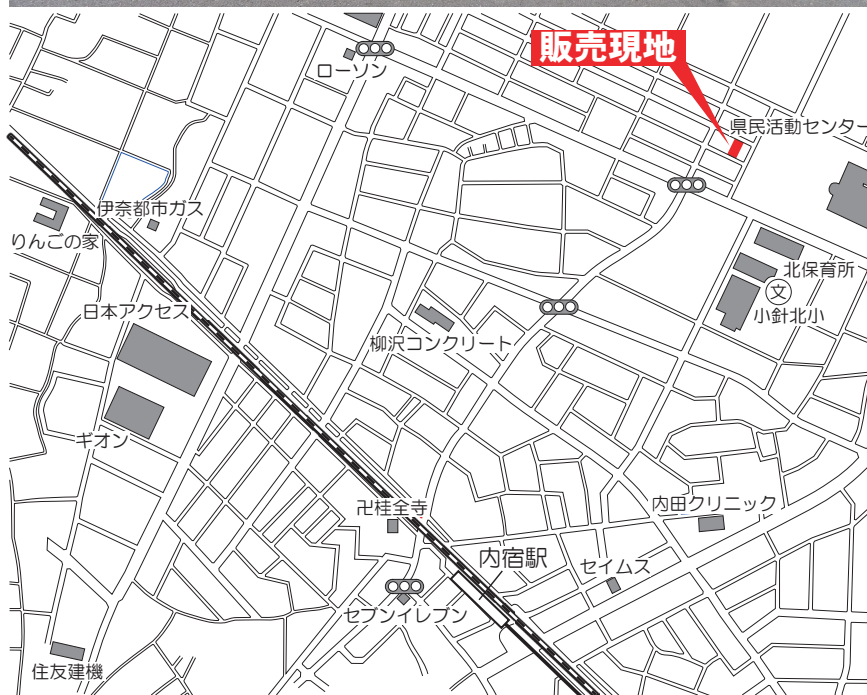 販売現地
ローソン
県民活動センター
伊奈都市ガス
りんごの家
北保育所
文
小針北小
日本アクセス
柳沢コンクリート
ギオン
卍桂全寺
内田クリニック
内宿駅
セイムス
セブンイレブン
住友建機